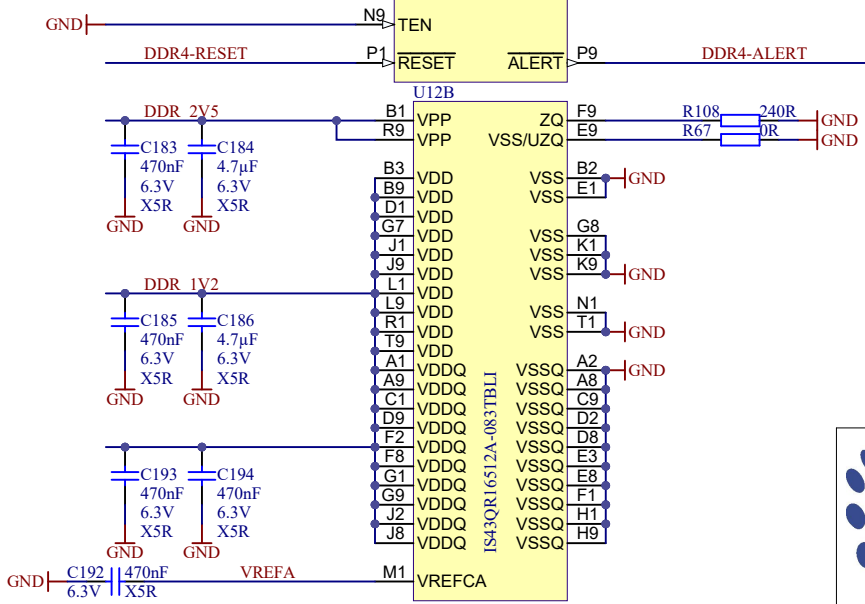 GND N9 TEN
DDR4-RESET P1 RESET ALERT P9 DDR4-ALERT
U12B
DDR_2V5 B1 VPP ZQ F9 R108 240R GND
R9 VPP VSS/UZQ E9 R67 0R GND
C183 C184
470nF 4.7µF
6.3V 6.3V
X5R X5R
GND GND
B3 VDD VSS B2 GND
B9 VDD VSS E1
D1 VDD
G7 VDD VSS G8
J1 VDD VSS K1
J9 VDD VSS K9 GND
DDR_1V2 L1 VDD
L9 VDD VSS N1
R1 VDD VSS T1 GND
T9 VDD
C185 C186
470nF 4.7µF
6.3V 6.3V
X5R X5R
GND GND
A1 VDDQ VSSQ A2 GND
A9 VDDQ VSSQ A8
C1 VDDQ VSSQ C9
D9 VDDQ VSSQ D2
F2 VDDQ VSSQ D8
F8 VDDQ VSSQ E3
G1 VDDQ VSSQ E8
G9 VDDQ VSSQ F1
J2 VDDQ VSSQ H1
J8 VDDQ VSSQ H9
IS43QR16512A-083TBLI
C193 C194
470nF 470nF
6.3V 6.3V
X5R X5R
GND GND
GND C192 470nF VREFA M1 VREFCA
6.3V X5R